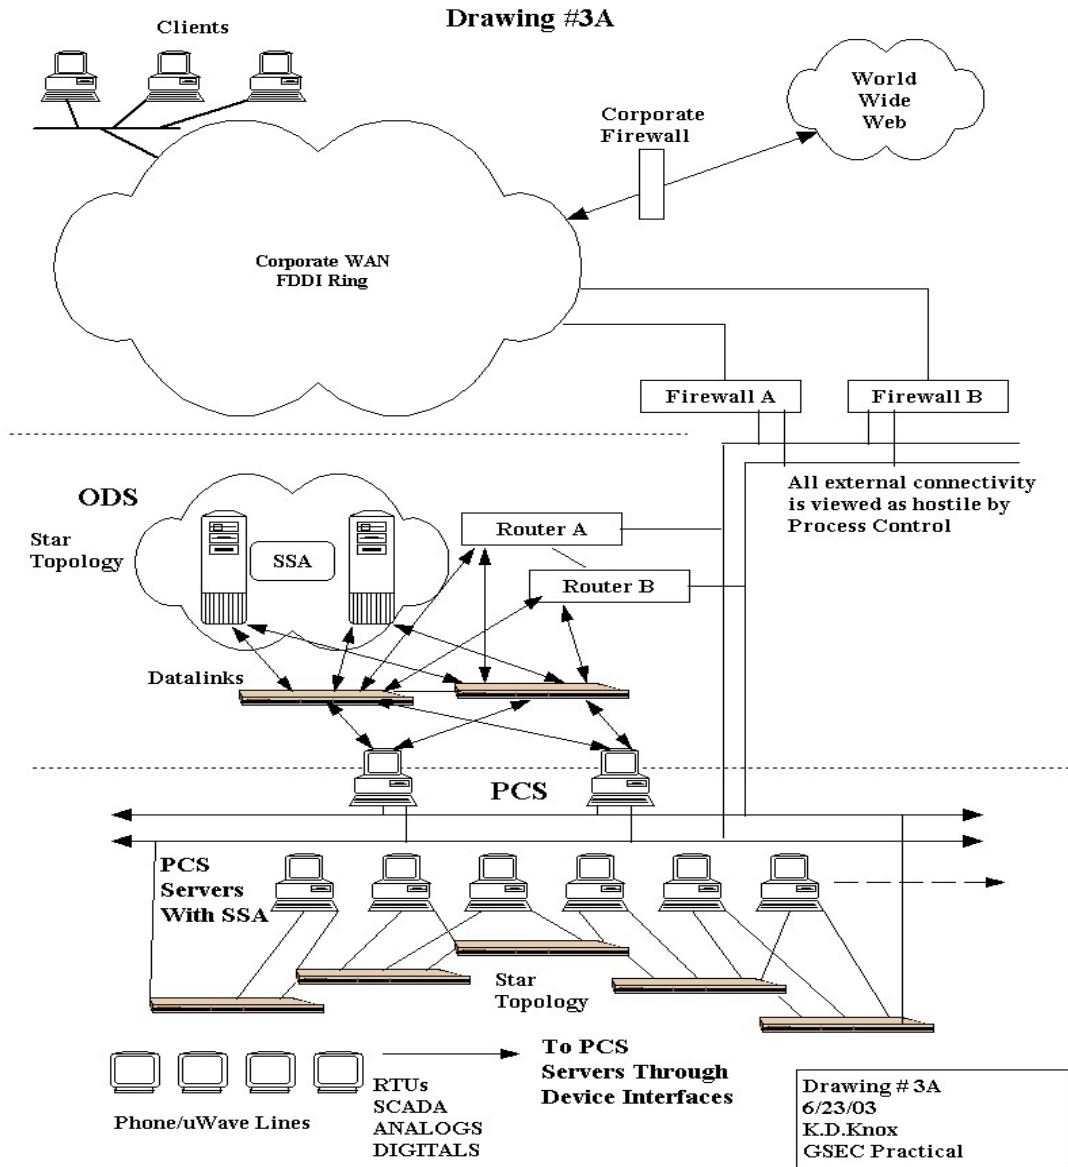 Drawing #3A
Clients
World
Wide
Web
Corporate
Firewall
Corporate WAN
FDDI Ring
Firewall A
Firewall B
All external connectivity
is viewed as hostile by
Process Control
ODS
Star
Topology
SSA
Router A
Router B
Datalinks
PCS
PCS
Servers
With SSA
Star
Topology
To PCS
Servers Through
Device Interfaces
RTUs
SCADA
ANALOGS
DIGITALS
Phone/uWave Lines
Drawing # 3A
6/23/03
K.D.Knox
GSEC Practical